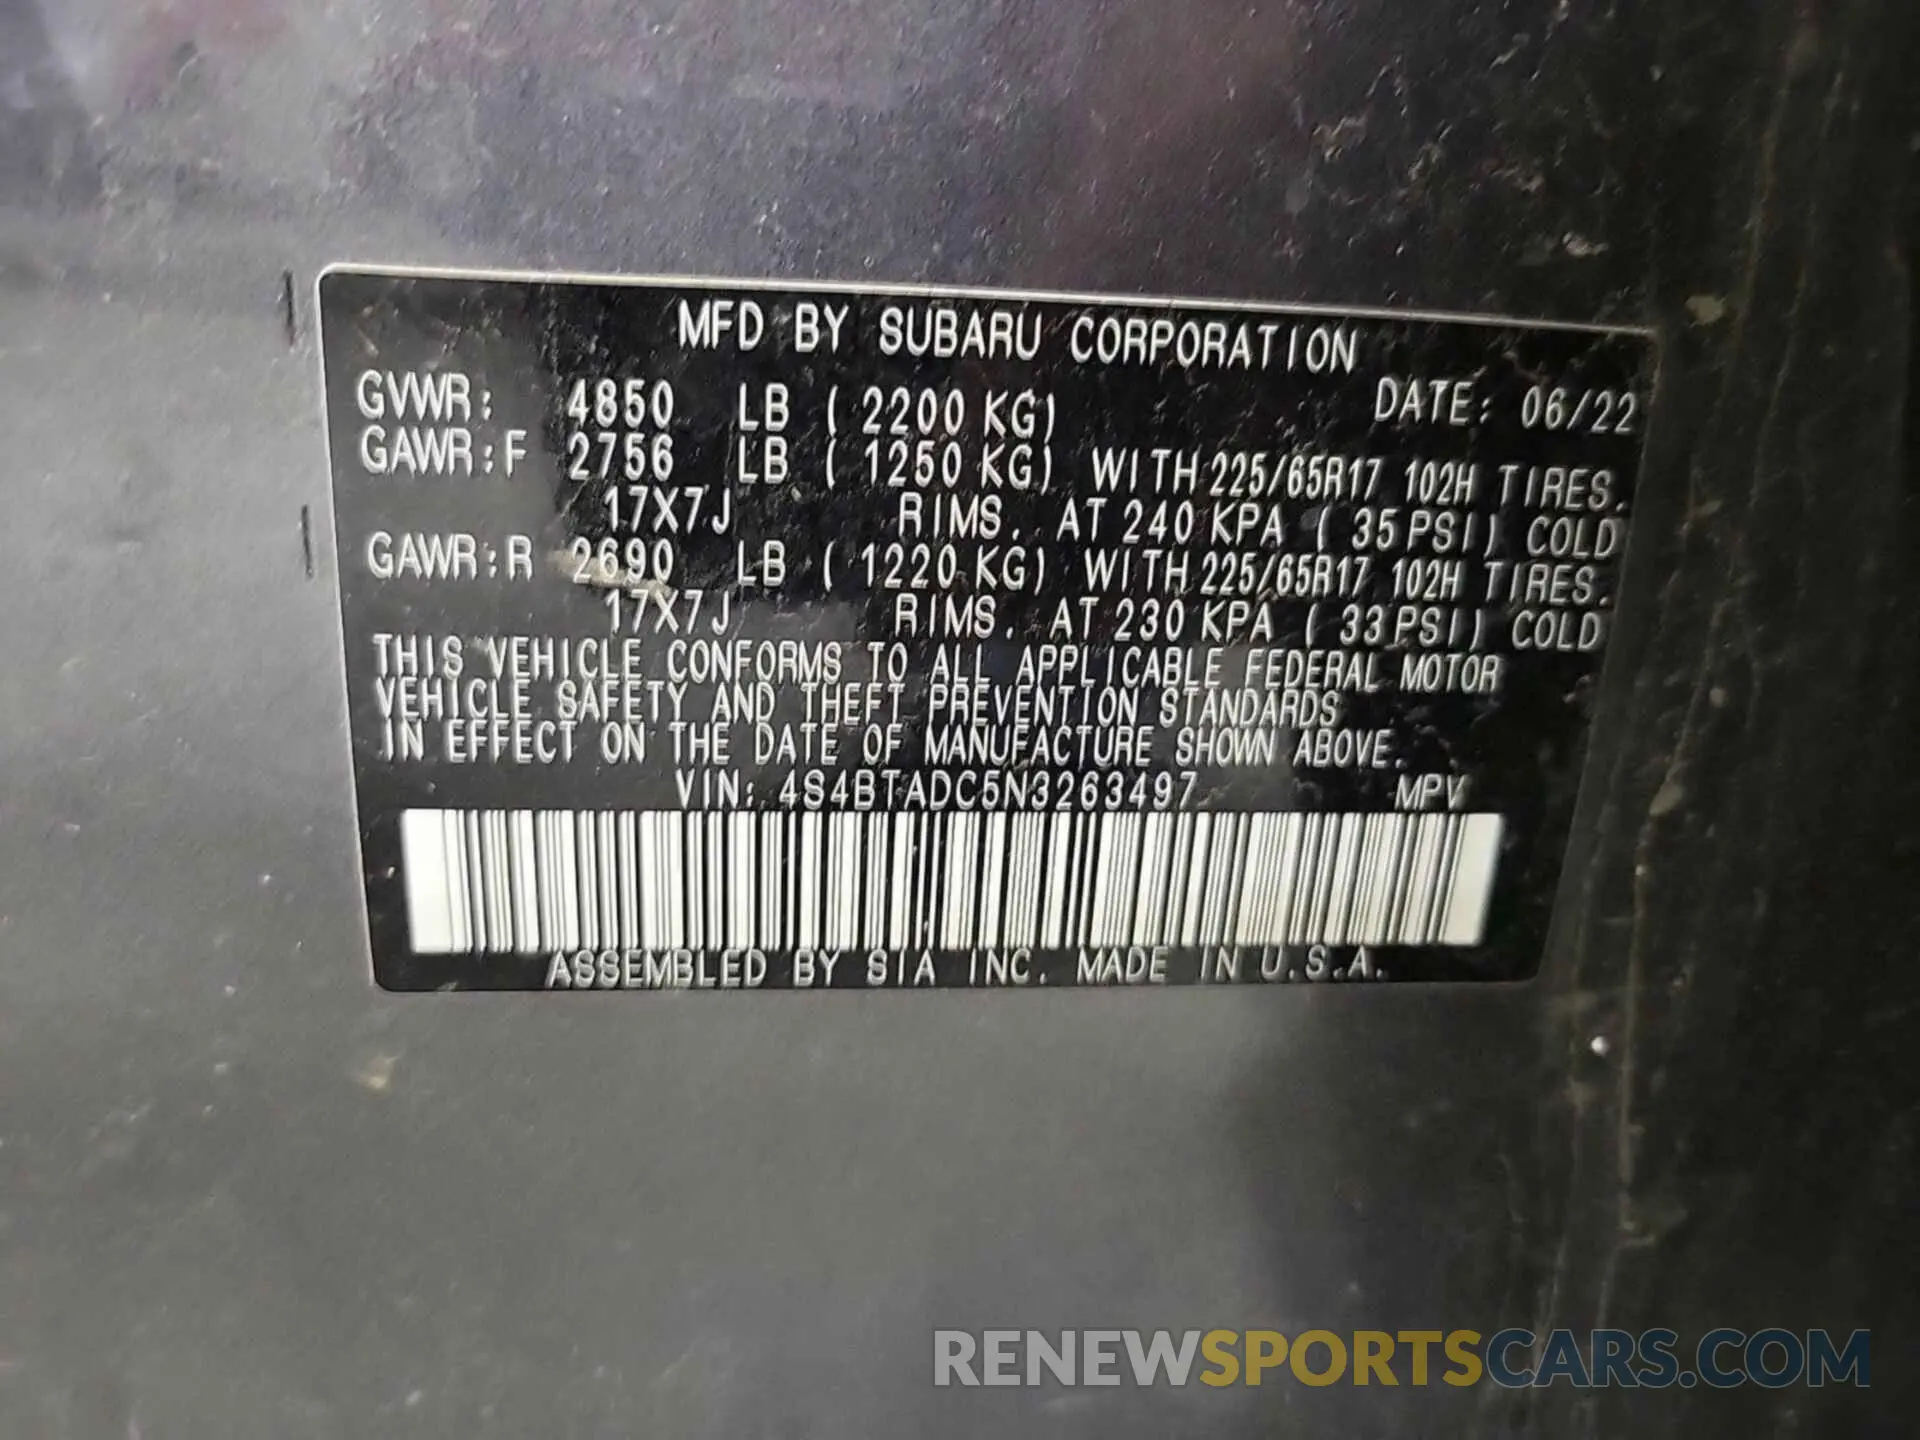 MFD BY SUBARU CORPORATION
GVWR: 4850 LB ( 2200 KG) DATE: 06/22
GAWR:F 2756 LB ( 1250 KG) WITH 225/65R17 102H TIRES.
17X7J RIMS. AT 240 KPA ( 35 PSI) COLD
GAWR:R 2690 LB ( 1220 KG) WITH 225/65R17 102H TIRES.
17X7J RIMS. AT 230 KPA ( 33 PSI) COLD
THIS VEHICLE CONFORMS TO ALL APPLICABLE FEDERAL MOTOR
VEHICLE SAFETY AND THEFT PREVENTION STANDARDS
IN EFFECT ON THE DATE OF MANUFACTURE SHOWN ABOVE.
VIN: 4S4BTADC5N3263497 MPV
ASSEMBLED BY SIA INC. MADE IN U.S.A.
RENEWSPORTSCARS.COM